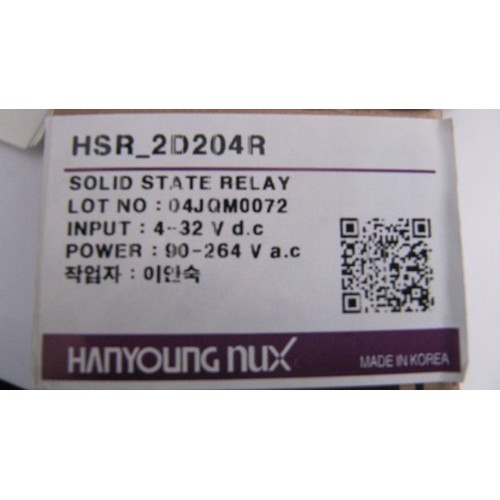 HSR_2D204R
SOLID STATE RELAY
LOT NO : 04JQM0072
INPUT : 4~32 V d.c
POWER : 90-264 V a.c
작업자 : 이안숙
HANYOUNG NUX
MADE IN KOREA